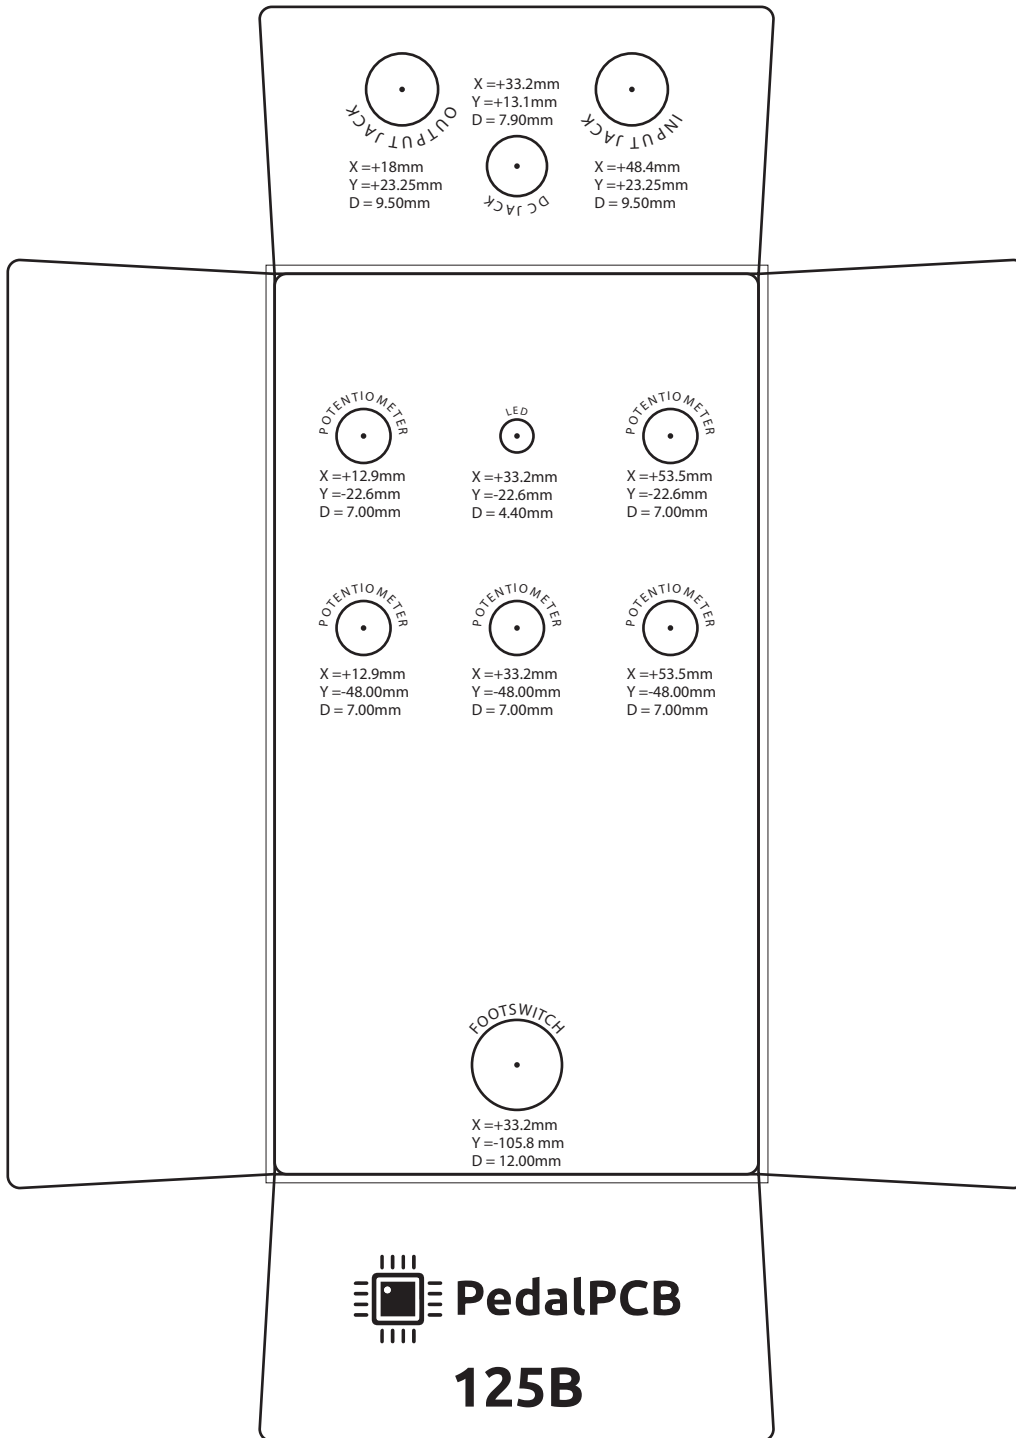 X =+33.2mm
Y =+13.1mm
D = 7.90mm
OUTPUT JACK
INPUT JACK
X =+18mm
Y =+23.25mm
D = 9.50mm
DC JACK
X =+48.4mm
Y =+23.25mm
D = 9.50mm
POTENTIOMETER
X =+12.9mm
Y =-22.6mm
D = 7.00mm
LED
X =+33.2mm
Y =-22.6mm
D = 4.40mm
POTENTIOMETER
X =+53.5mm
Y =-22.6mm
D = 7.00mm
POTENTIOMETER
X =+12.9mm
Y =-48.00mm
D = 7.00mm
POTENTIOMETER
X =+33.2mm
Y =-48.00mm
D = 7.00mm
POTENTIOMETER
X =+53.5mm
Y =-48.00mm
D = 7.00mm
FOOTSWITCH
X =+33.2mm
Y =-105.8 mm
D = 12.00mm
PedalPCB
125B